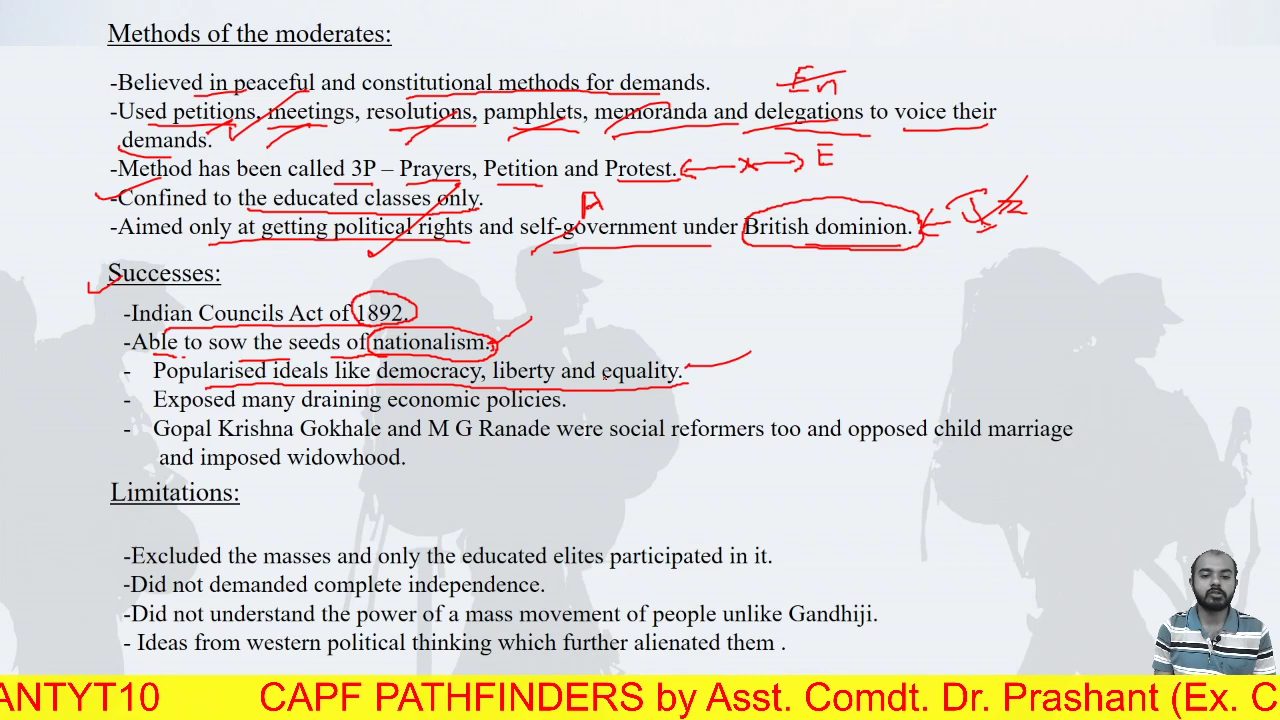 Methods of the moderates:
-Believed in peaceful and constitutional methods for demands.
En
-Used petitions, meetings, resolutions, pamphlets, memoranda and delegations to voice their
demands.
-Method has been called 3P – Prayers, Petition and Protest.
E
-Confined to the educated classes only.
A
-Aimed only at getting political rights and self-government under British dominion.
Successes:
-Indian Councils Act of 1892.
-Able to sow the seeds of nationalism.
- Popularised ideals like democracy, liberty and equality.
- Exposed many draining economic policies.
- Gopal Krishna Gokhale and M G Ranade were social reformers too and opposed child marriage
and imposed widowhood.
Limitations:
-Excluded the masses and only the educated elites participated in it.
-Did not demanded complete independence.
-Did not understand the power of a mass movement of people unlike Gandhiji.
- Ideas from western political thinking which further alienated them .
ANTYT10 CAPF PATHFINDERS by Asst. Comdt. Dr. Prashant (Ex. C